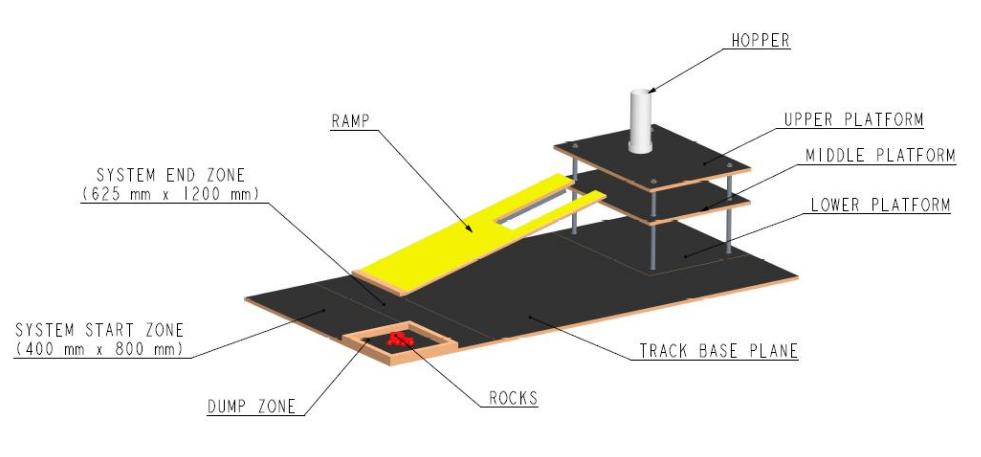 HOPPER
RAMP
UPPER PLATFORM
MIDDLE PLATFORM
SYSTEM END ZONE
(625 mm x 1200 mm)
LOWER PLATFORM
SYSTEM START ZONE
(400 mm x 800 mm)
TRACK BASE PLANE
ROCKS
DUMP ZONE